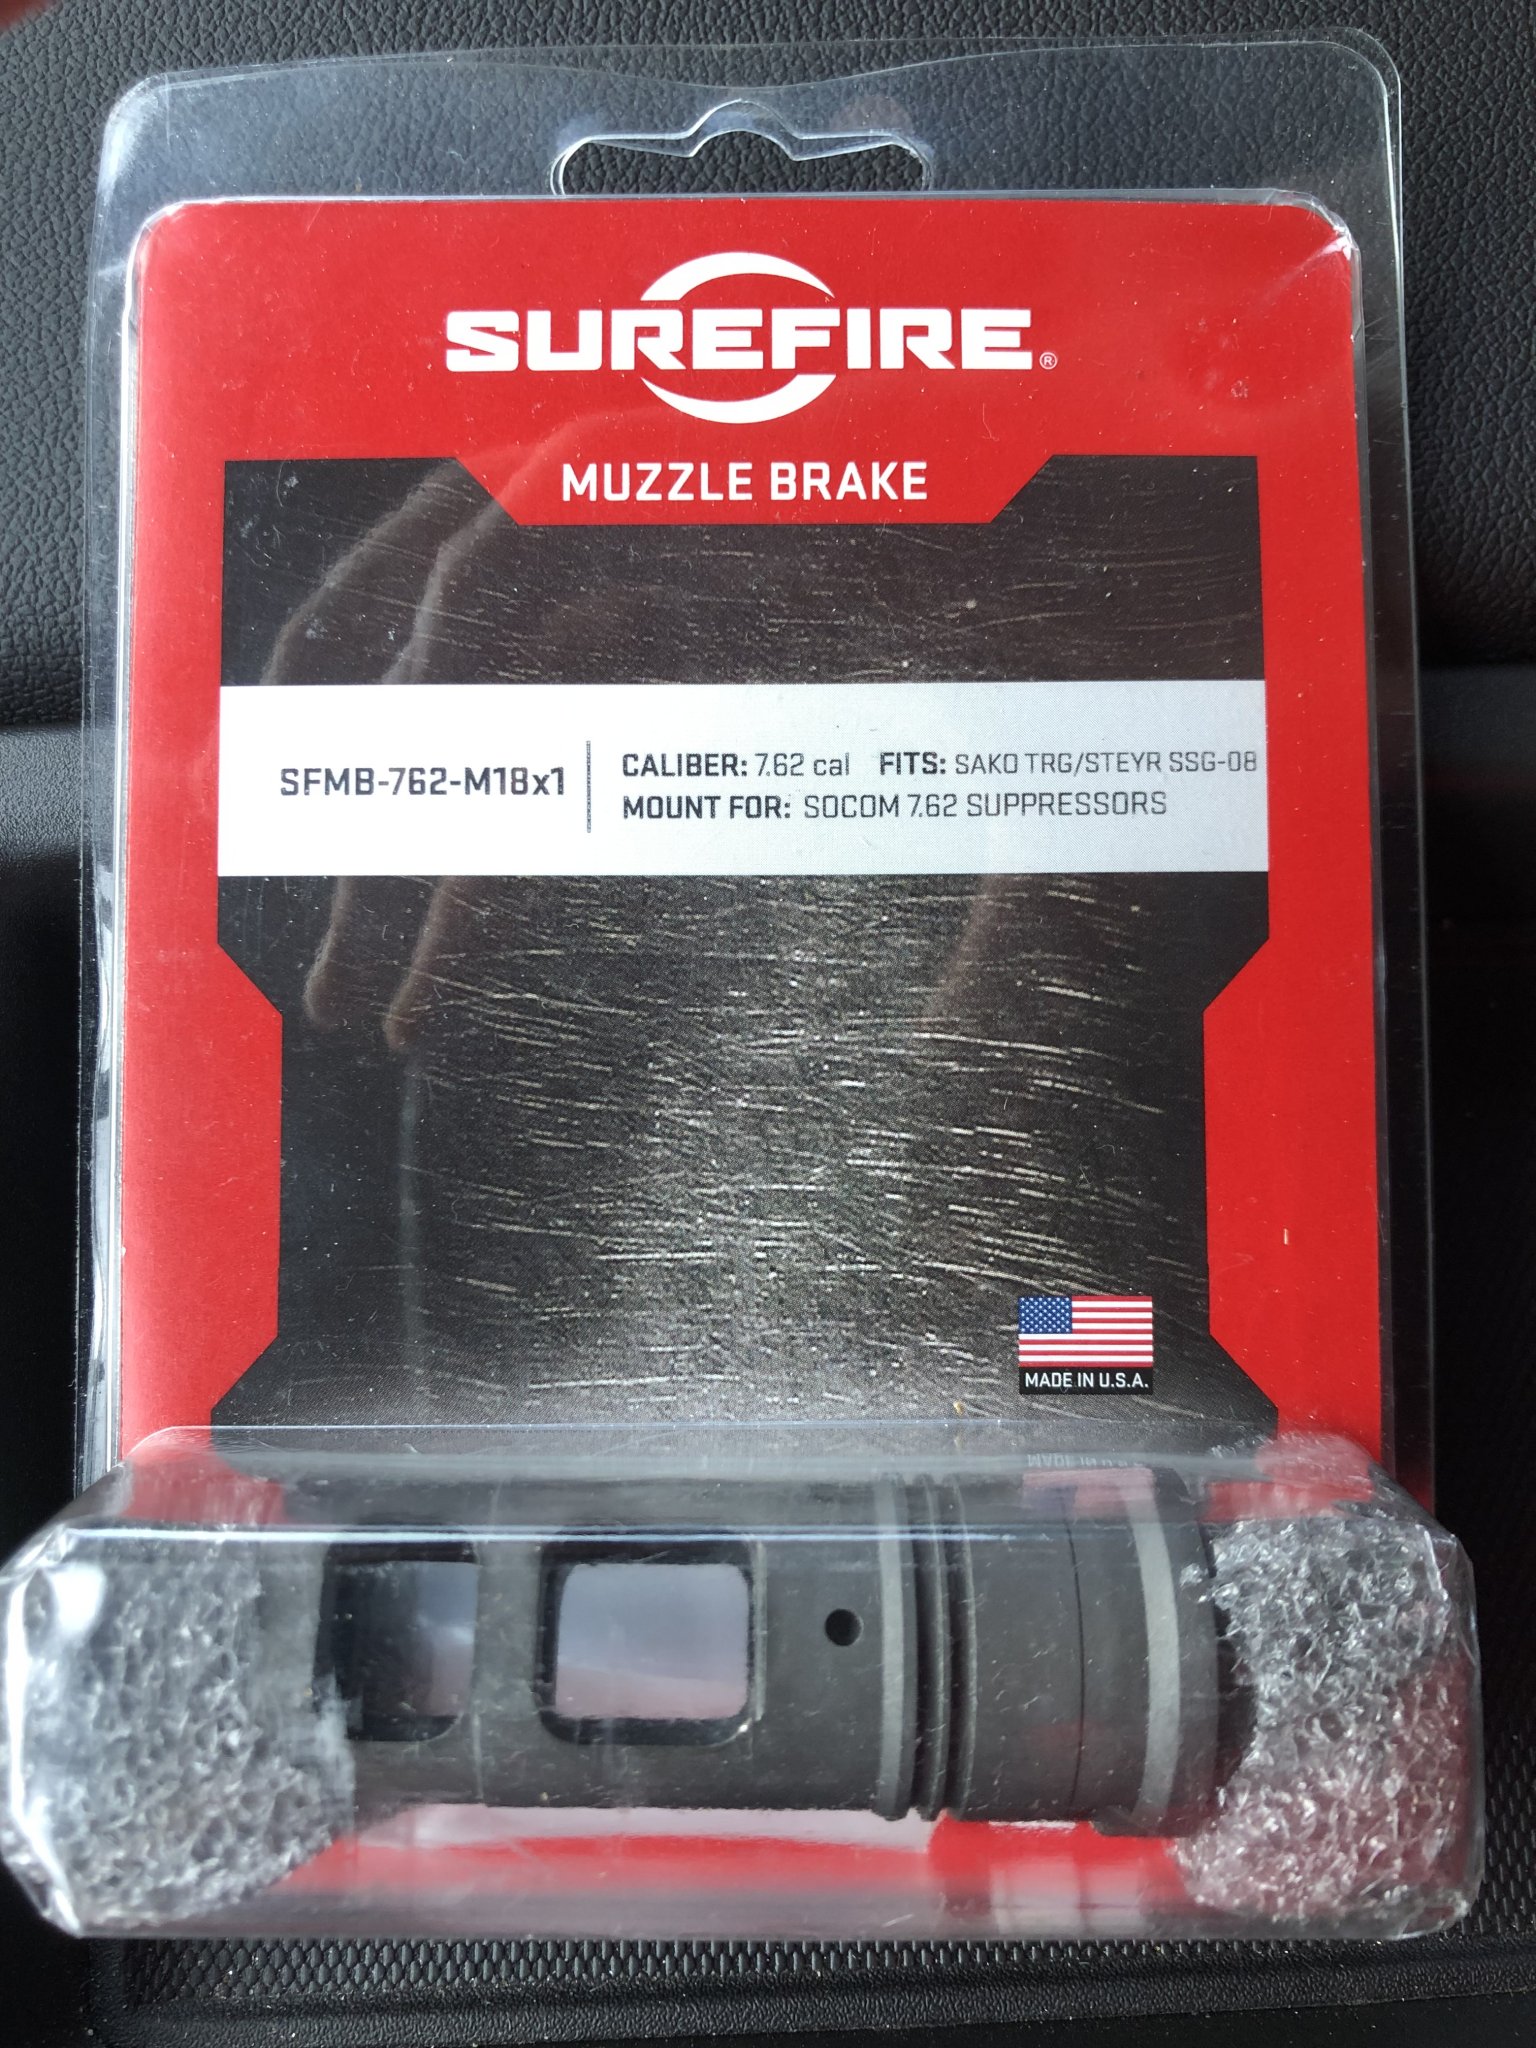 SUREFIRE®
MUZZLE BRAKE
SFMB-762-M18x1
CALIBER: 7.62 cal FITS: SAKO TRG/STEYR SSG-08
MOUNT FOR: SOCOM 7.62 SUPPRESSORS
MADE IN U.S.A.